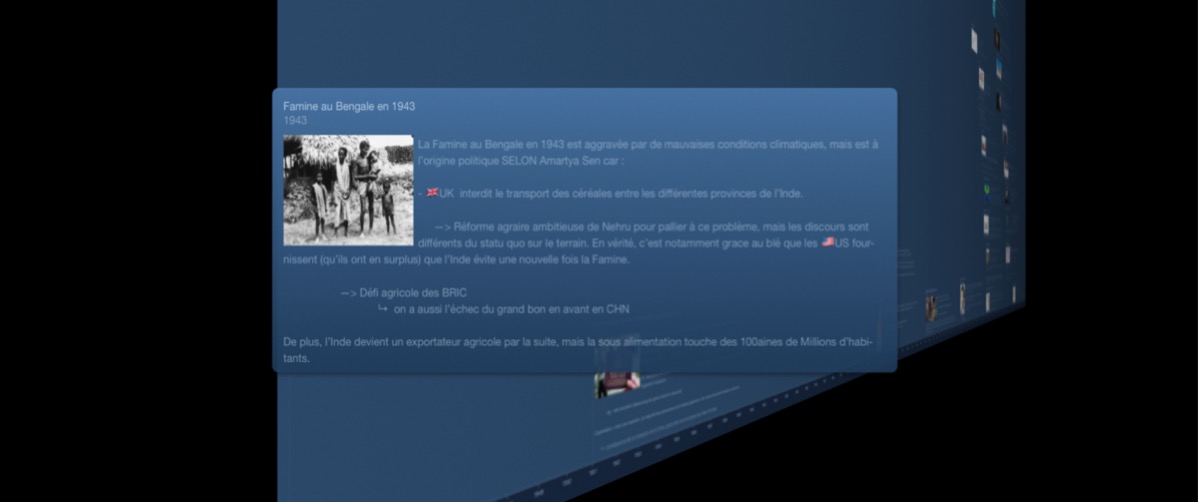 Famine au Bengale en 1943
1943
La Famine au Bengale en 1943 est aggravée par de mauvaises conditions climatiques, mais est à
l'origine politique SELON Amartya Sen car :
- 🇬🇧UK interdit le transport des céréales entre les différentes provinces de l'Inde.
—> Réforme agraire ambitieuse de Nehru pour pallier à ce problème, mais les discours sont
différents du statu quo sur le terrain. En vérité, c'est notamment grace au blé que les 🇺🇸US four-
nissent (qu'ils ont en surplus) que l'Inde évite une nouvelle fois la Famine.
—> Défi agricole des BRIC
↳ on a aussi l'échec du grand bon en avant en CHN
De plus, l'Inde devient un exportateur agricole par la suite, mais la sous alimentation touche des 100aines de Millions d'habi-
tants.